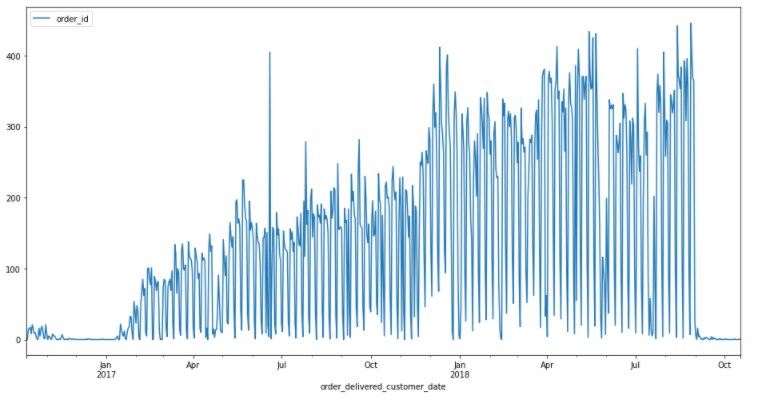 order_id
400
300
200
100
0
Jan Apr Jul Oct Jan Apr Jul Oct
2017 2018
order_delivered_customer_date